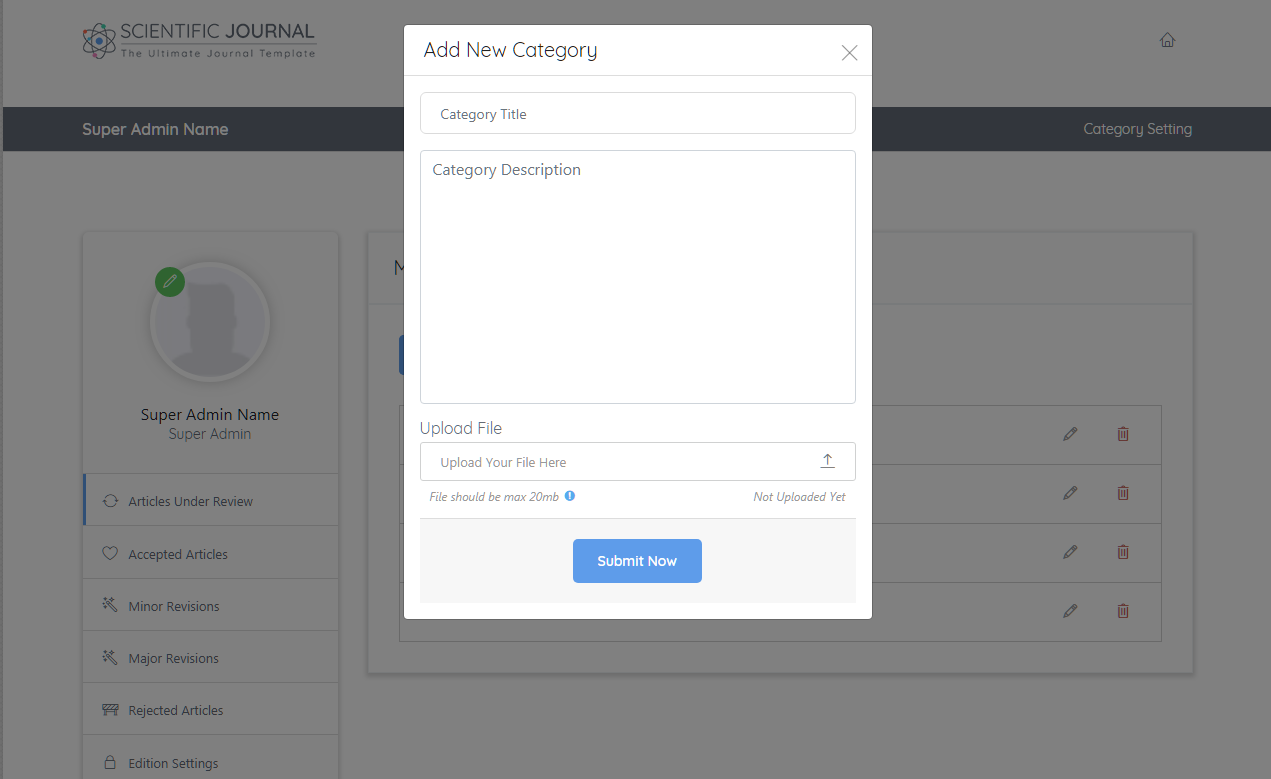 SCIENTIFIC JOURNAL
The Ultimate Journal Template
Super Admin Name
Category Setting
Add New Category
Category Title
Category Description
Upload File
Upload Your File Here
File should be max 20mb
Not Uploaded Yet
Submit Now
Super Admin Name
Super Admin
Articles Under Review
Accepted Articles
Minor Revisions
Major Revisions
Rejected Articles
Edition Settings